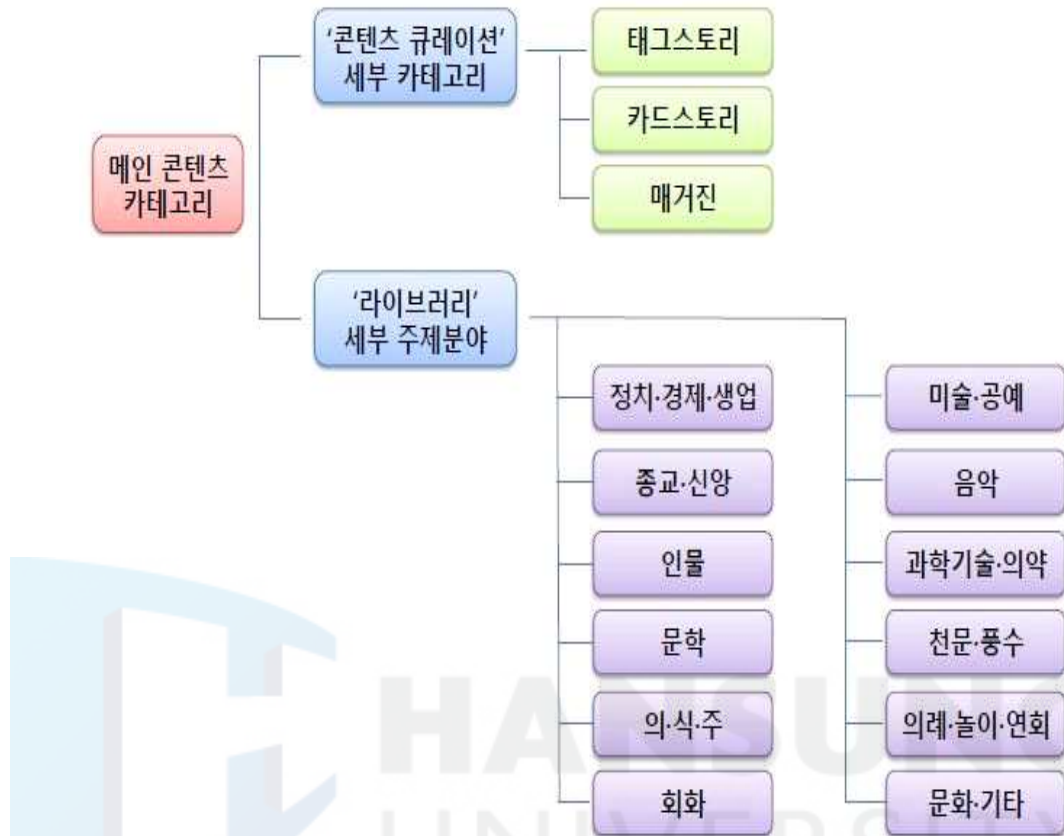 '콘텐츠 큐레이션'
세부 카테고리
태그스토리
카드스토리
매거진
메인 콘텐츠
카테고리
'라이브러리'
세부 주제분야
정치·경제·생업
종교·신앙
인물
문학
의·식·주
회화
미술·공예
음악
과학기술·의약
천문·풍수
의례·놀이·연회
문화·기타
HANSUNG
UNIVERSITY